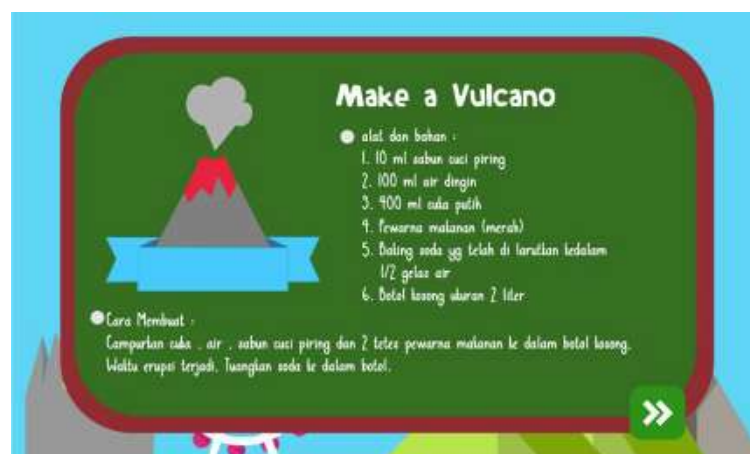 Make a Vulcano
alat dan bahan :
1. 10 ml sabun cuci piring
2. 100 ml air dingin
3. 400 ml cuka putih
4. Pewarna makanan (merah)
5. Baking soda yg telah di larutkan kedalam
1/2 gelas air
6. Botol kosong ukuran 2 liter
Cara Membuat :
Campurkan cuka , air , sabun cuci piring dan 2 tetes pewarna makanan ke dalam botol kosong.
Waktu erupsi terjadi, Tuangkan soda ke dalam botol.